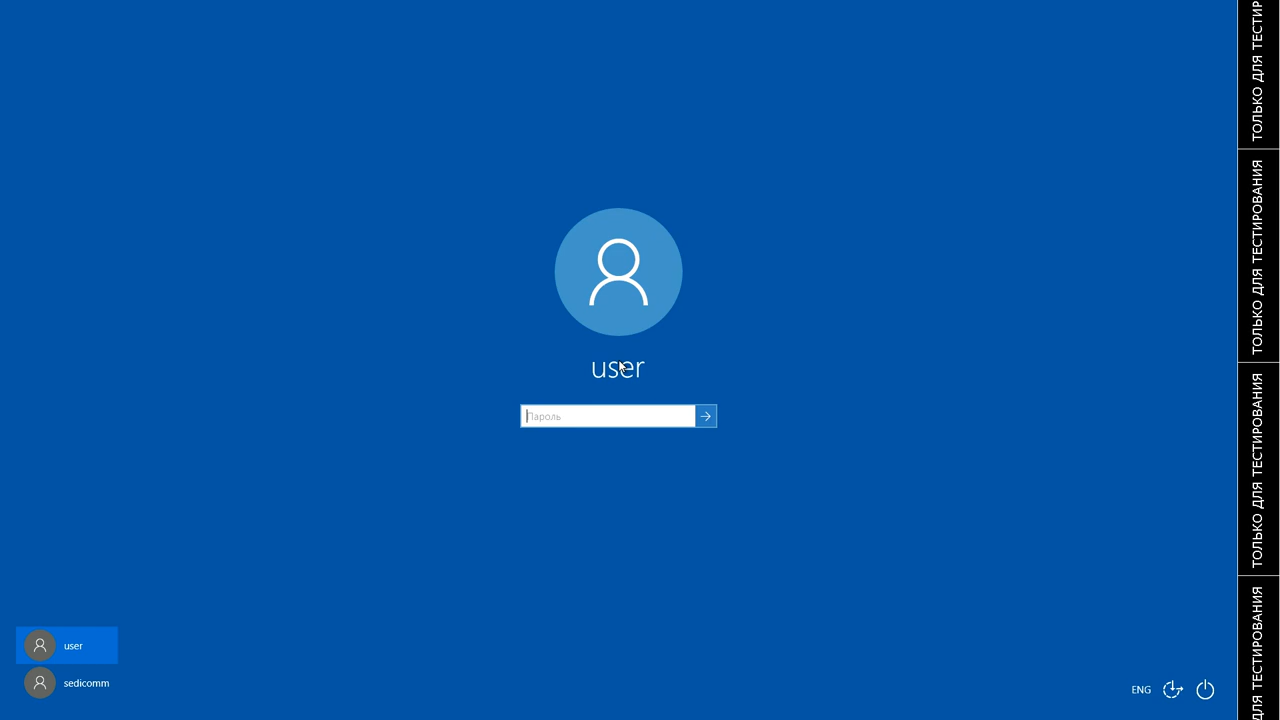 user
Пароль
user
sedicomm
ENG
ТОЛЬКО ДЛЯ ТЕСТИР
ТОЛЬКО ДЛЯ ТЕСТИРОВАНИЯ
ТОЛЬКО ДЛЯ ТЕСТИРОВАНИЯ
ДЛЯ ТЕСТИРОВАНИЯ